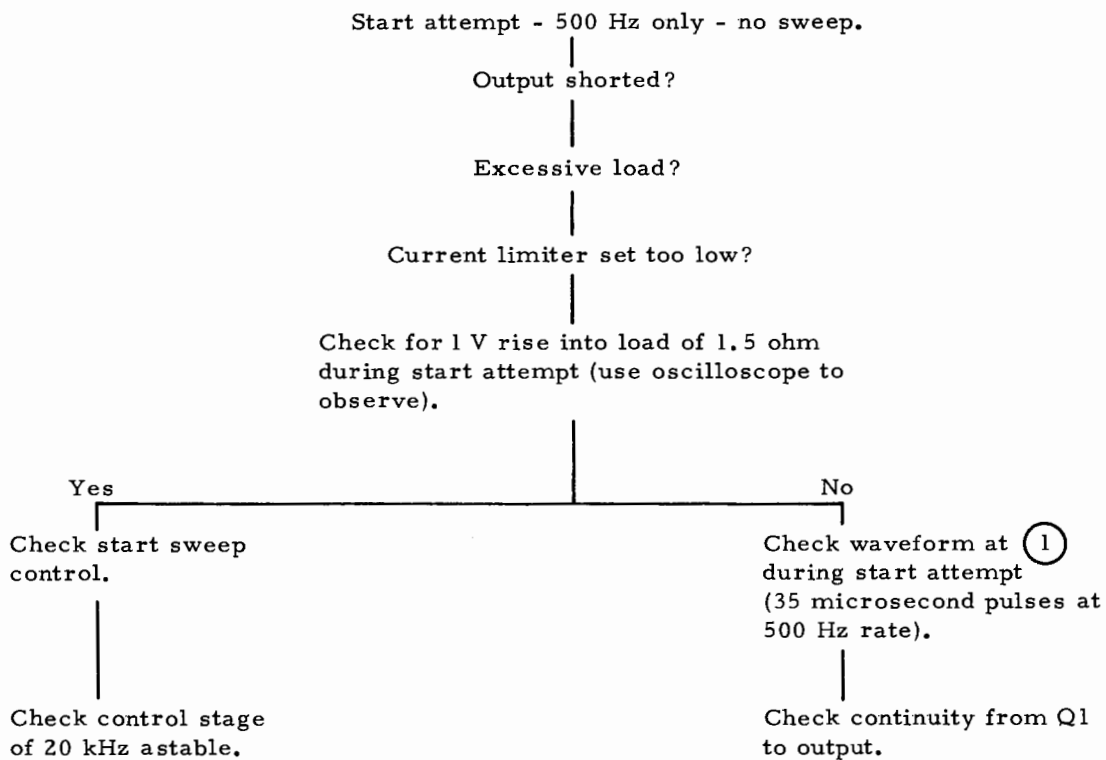 Start attempt - 500 Hz only - no sweep.
Output shorted?
Excessive load?
Current limiter set too low?
Check for 1 V rise into load of 1.5 ohm
during start attempt (use oscilloscope to
observe).
Yes
No
Check start sweep
control.
Check waveform at 1
during start attempt
(35 microsecond pulses at
500 Hz rate).
Check control stage
of 20 kHz astable.
Check continuity from Q1
to output.